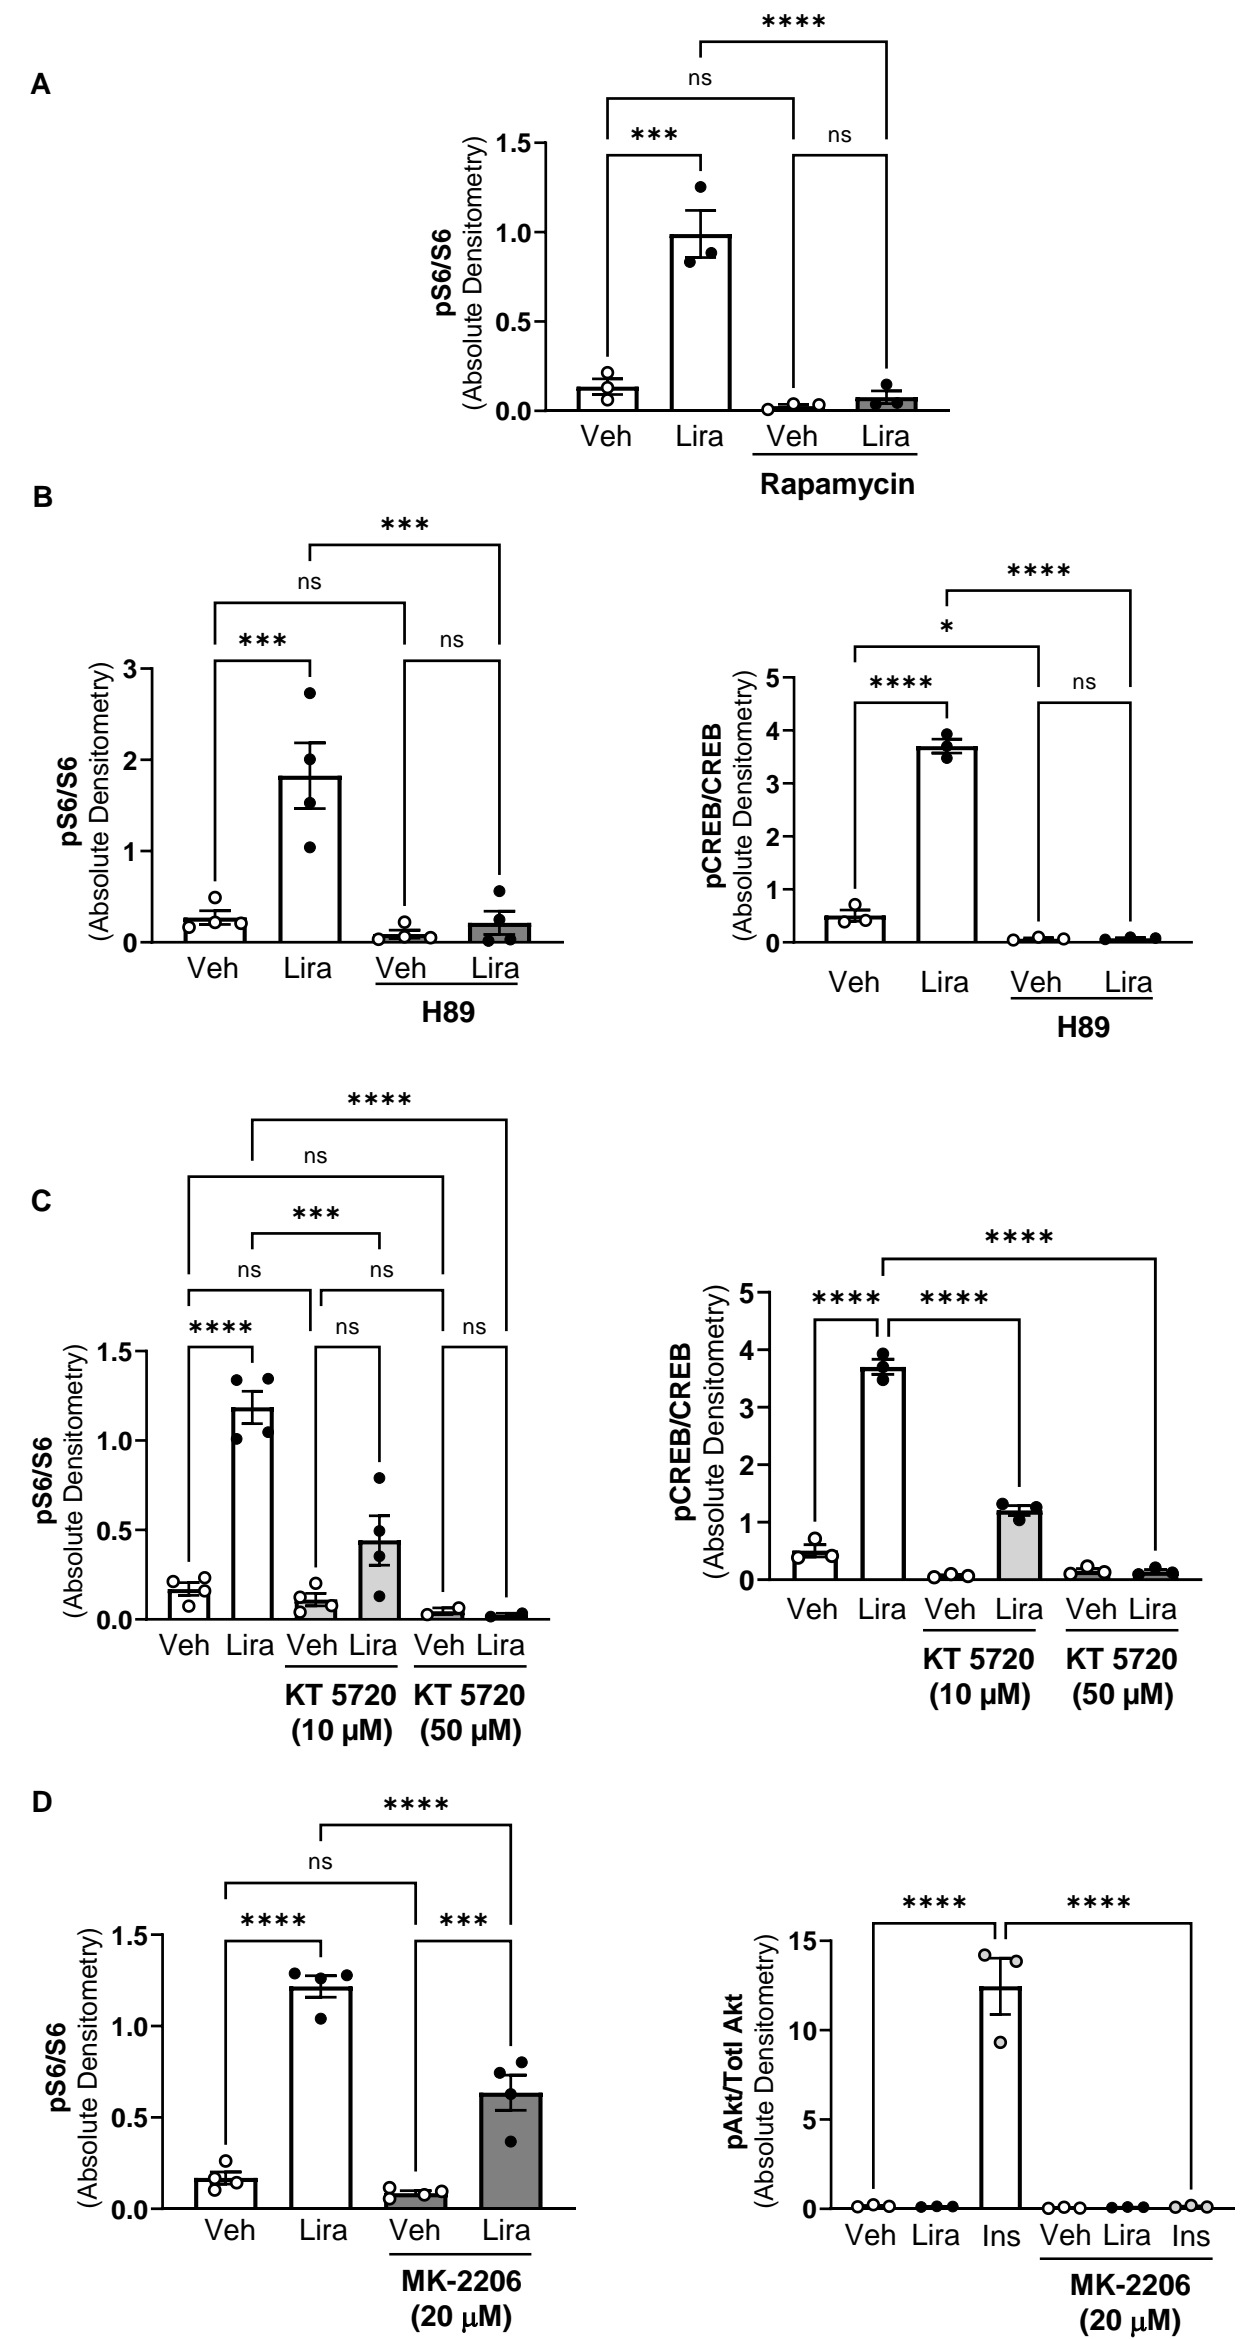 A
****
ns
***
ns
pS6/S6
(Absolute Densitometry)
1.5
1.0
0.5
0.0
Veh Lira Veh Lira
Rapamycin
B
***
ns
***
ns
pS6/S6
(Absolute Densitometry)
3
2
1
0
Veh Lira Veh Lira
H89
****
*
****
ns
pCREB/CREB
(Absolute Densitometry)
5
4
3
2
1
0
Veh Lira Veh Lira
H89
C
****
ns
***
ns ns
**** ns ns
pS6/S6
(Absolute Densitometry)
1.5
1.0
0.5
0.0
Veh Lira Veh Lira Veh Lira
KT 5720 KT 5720
(10 µM) (50 µM)
****
**** ****
pCREB/CREB
(Absolute Densitometry)
5
4
3
2
1
0
Veh Lira Veh Lira Veh Lira
KT 5720 KT 5720
(10 µM) (50 µM)
D
****
ns
**** ***
pS6/S6
(Absolute Densitometry)
1.5
1.0
0.5
0.0
Veh Lira Veh Lira
MK-2206
(20 µM)
**** ****
pAkt/Totl Akt
(Absolute Densitometry)
15
10
5
0
Veh Lira Ins Veh Lira Ins
MK-2206
(20 µM)